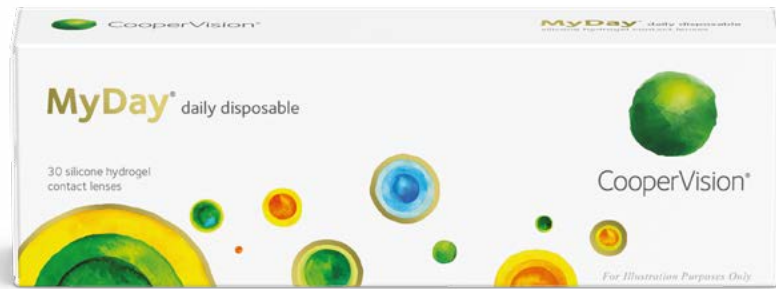 CooperVision®
MyDay® daily disposable
silicone hydrogel contact lenses
MyDay® daily disposable
30 silicone hydrogel
contact lenses
CooperVision®
For Illustration Purposes Only